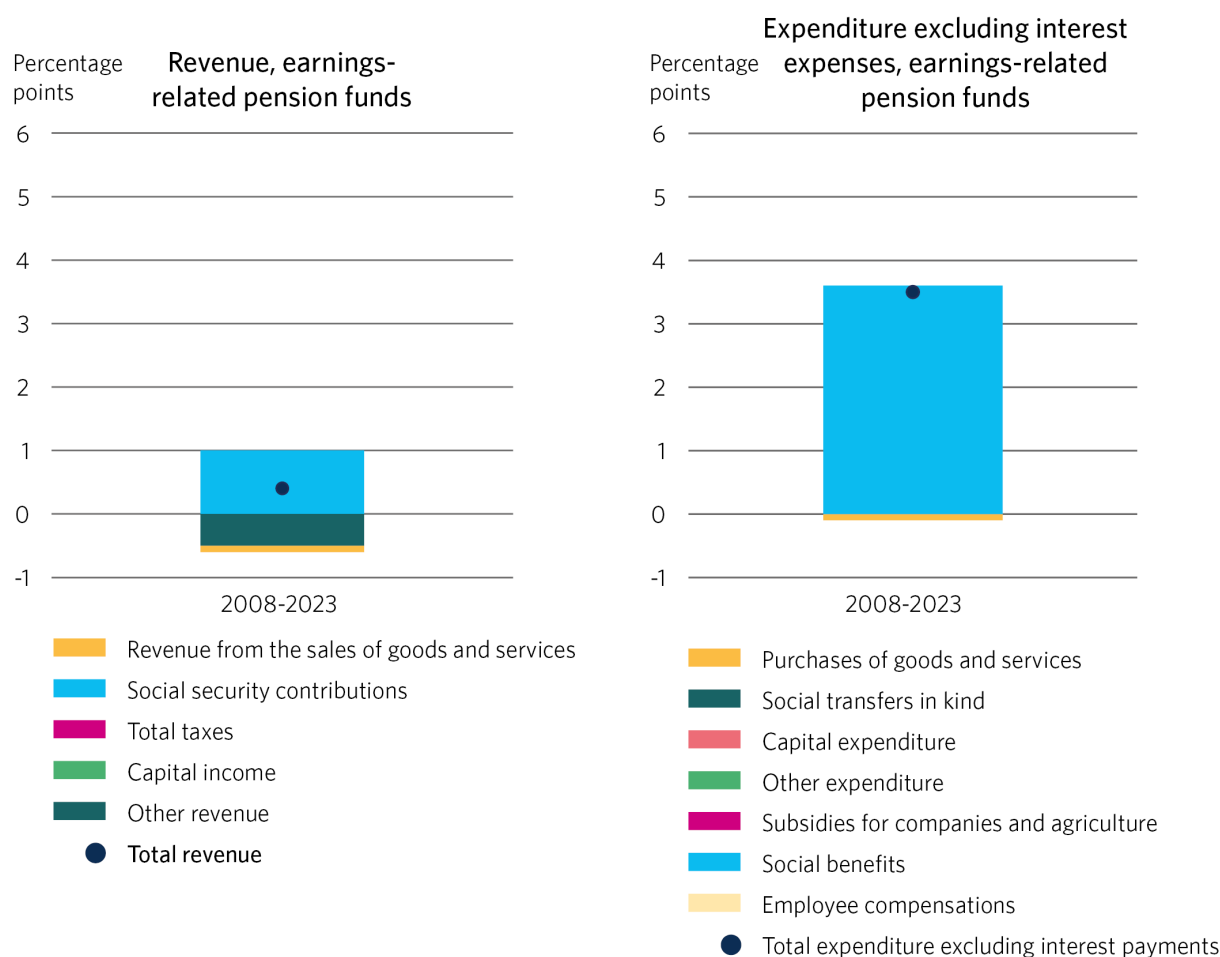 Percentage
points
Revenue, earnings-
related pension funds
6
5
4
3
2
1
0
-1
2008-2023
Revenue from the sales of goods and services
Social security contributions
Total taxes
Capital income
Other revenue
Total revenue
Percentage
points
Expenditure excluding interest
expenses, earnings-related
pension funds
6
5
4
3
2
1
0
-1
2008-2023
Purchases of goods and services
Social transfers in kind
Capital expenditure
Other expenditure
Subsidies for companies and agriculture
Social benefits
Employee compensations
Total expenditure excluding interest payments